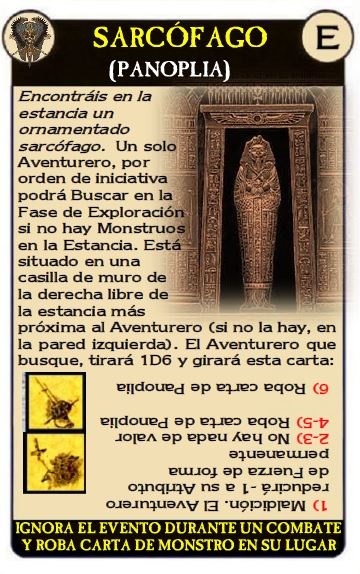 SARCÓFAGO
E
(PANOPLIA)
Encontráis en la
estancia un
ornamentado
sarcófago. Un solo
Aventurero, por
orden de iniciativa
podrá Buscar en la
Fase de Exploración
si no hay Monstruos
en la Estancia. Está
situado en una
casilla de muro de
la derecha libre de
la estancia más
próxima al Aventurero (si no la hay, en
la pared izquierda). El Aventurero que
busque, tirará 1D6 y girará esta carta:
1) Maldición. El Aventurero
reducirá -1 a su Atributo
de Fuerza de forma
permanente
2-3) No hay nada de valor
4-5) Roba carta de Panoplia
6) Roba carta de Panoplia
IGNORA EL EVENTO DURANTE UN COMBATE
Y ROBA CARTA DE MONSTRO EN SU LUGAR